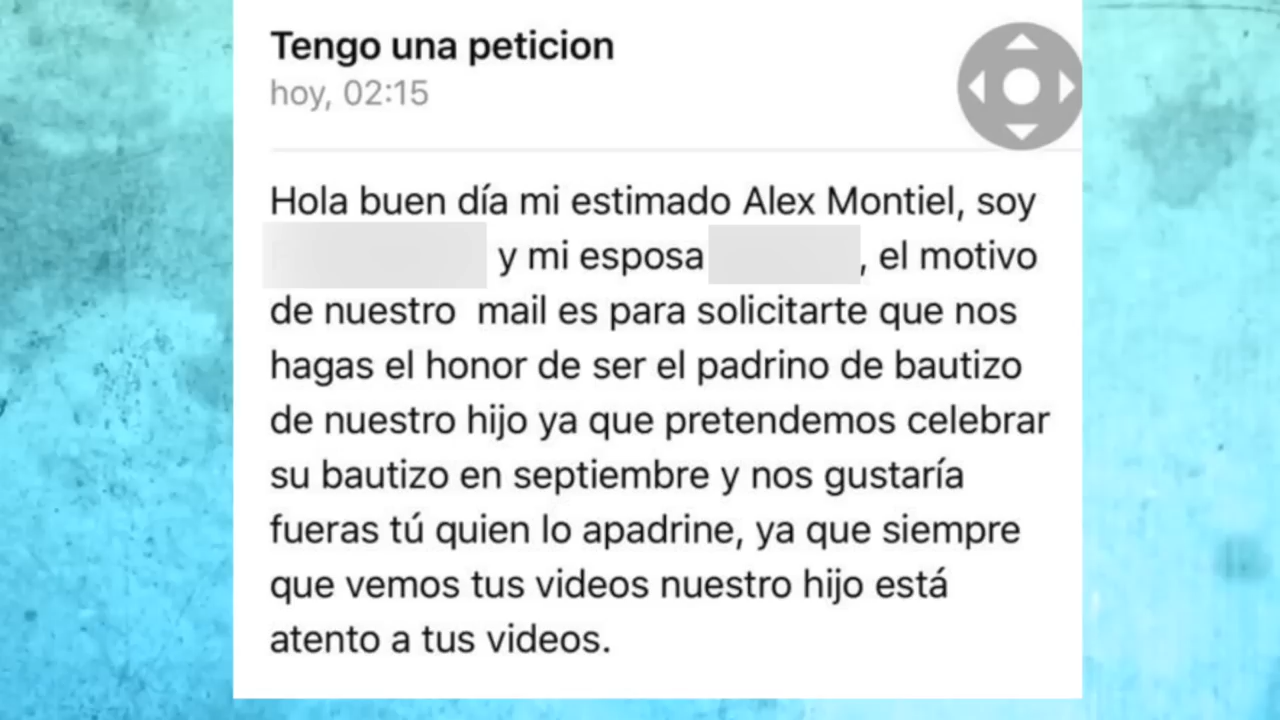 Tengo una peticion
hoy, 02:15
Hola buen día mi estimado Alex Montiel, soy
y mi esposa , el motivo
de nuestro mail es para solicitarte que nos
hagas el honor de ser el padrino de bautizo
de nuestro hijo ya que pretendemos celebrar
su bautizo en septiembre y nos gustaría
fueras tú quien lo apadrine, ya que siempre
que vemos tus videos nuestro hijo está
atento a tus videos.